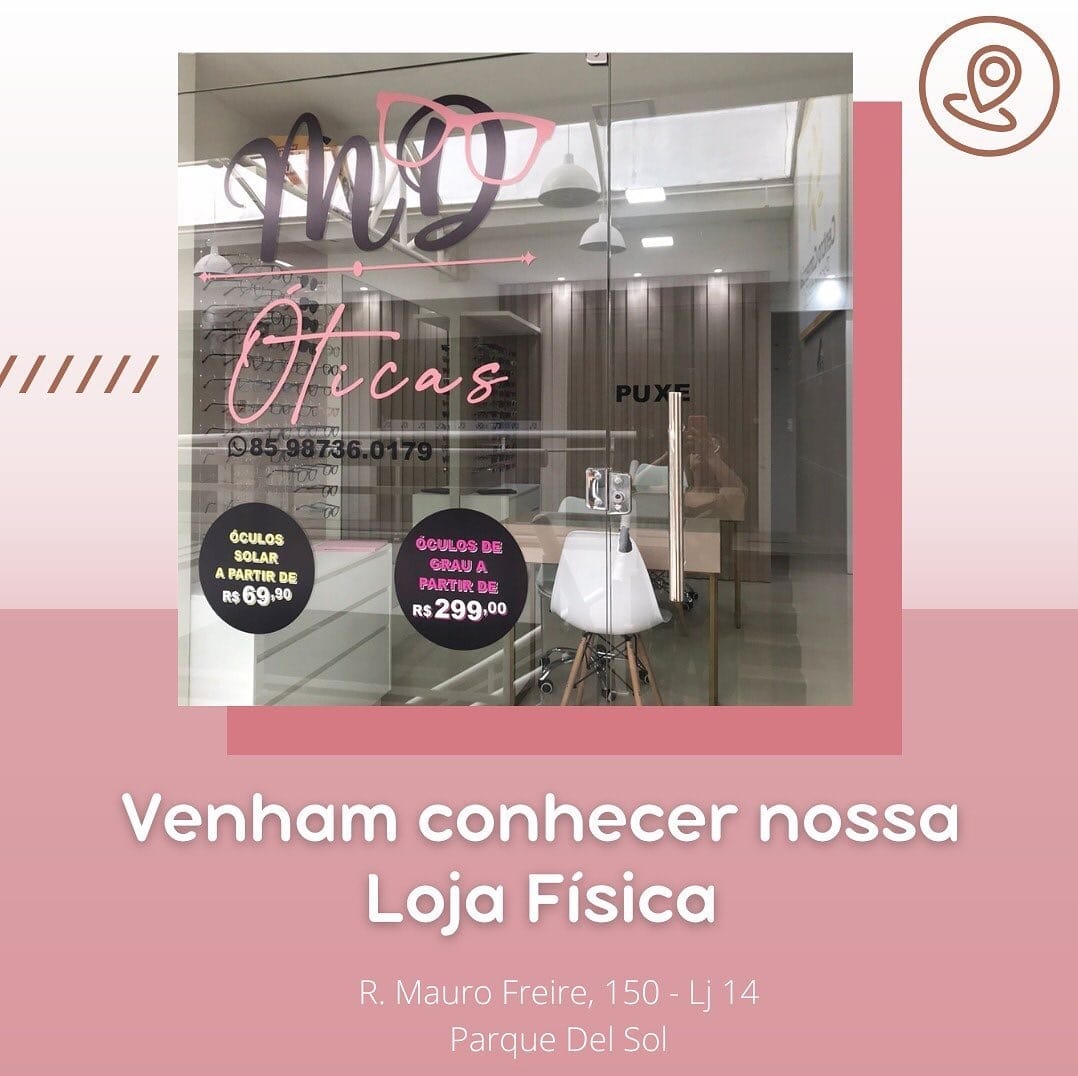 MD
Óticas
85 98736.0179
PUXE
ÓCULOS
SOLAR
A PARTIR DE
R$ 69,90
ÓCULOS DE
GRAU A
PARTIR DE
R$ 299,00
Venham conhecer nossa
Loja Física
R. Mauro Freire, 150 - Lj 14
Parque Del Sol